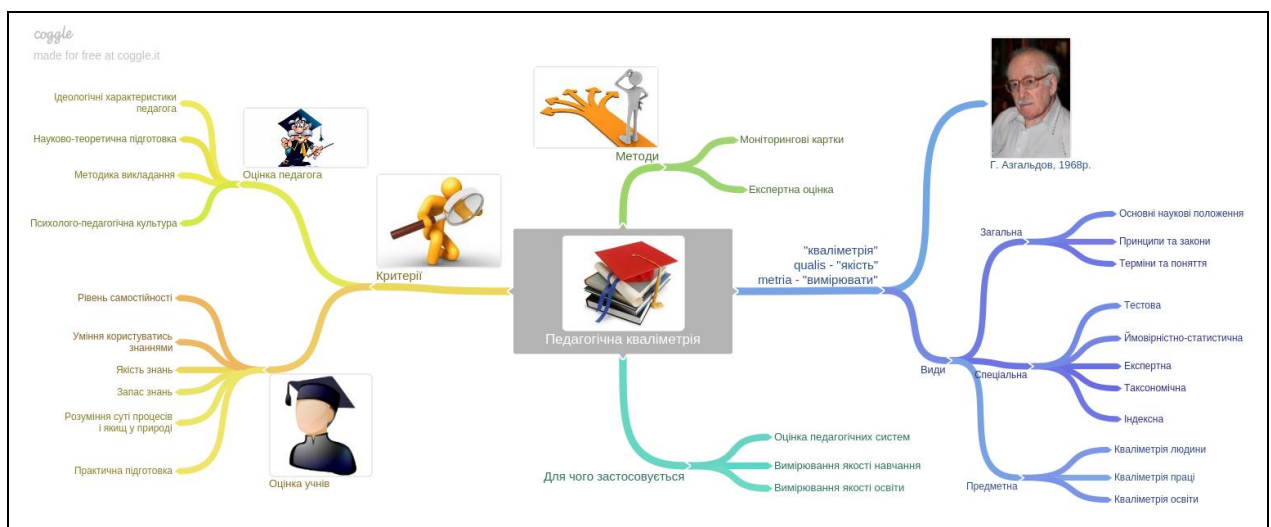 coggle
made for free at coggle.it
Ідеологічні характеристики
педагога
Науково-теоретична підготовка
Методика викладання
Психолого-педагогічна культура
Оцінка педагога
Критерії
Рівень самостійності
Уміння користуватись
знаннями
Якість знань
Запас знань
Розуміння суті процесів
і якищ у природі
Практична підготовка
Оцінка учнів
Методи
Моніторингові картки
Експертна оцінка
Педагогічна кваліметрія
Для чого застосовується
Оцінка педагогічних систем
Вимірювання якості навчання
Вимірювання якості освіти
"кваліметрія"
qualis - "якість"
metria - "вимірювати"
Г. Азгальдов, 1968р.
Види
Загальна
Основні наукові положення
Принципи та закони
Терміни та поняття
Спеціальна
Тестова
Ймовірністно-статистична
Експертна
Таксономічна
Індексна
Предметна
Кваліметрія людини
Кваліметрія праці
Кваліметрія освіти